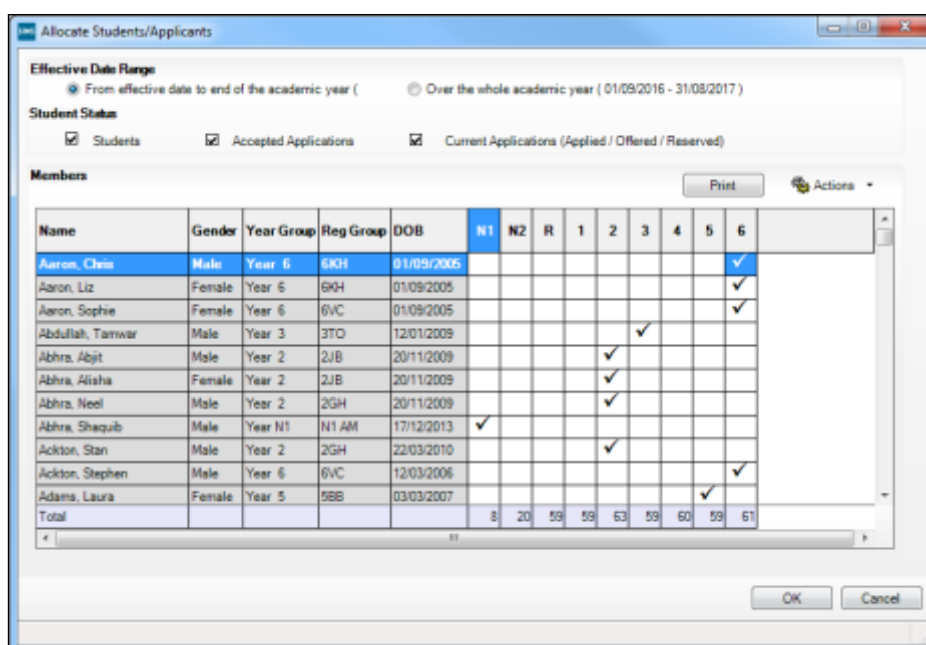 SIMS Allocate Students/Applicants
Effective Date Range
From effective date to end of the academic year ( Over the whole academic year ( 01/09/2016 - 31/08/2017 )
Student Status
Students Accepted Applications Current Applications (Applied / Offered / Reserved)
Members
Print Actions
Name Gender Year Group Reg Group DOB N1 N2 R 1 2 3 4 5 6
Aaron, Chris Male Year 6 6KH 01/09/2005 ✓
Aaron, Liz Female Year 6 6KH 01/09/2005 ✓
Aaron, Sophie Female Year 6 6VC 01/09/2005 ✓
Abdullah, Tamwar Male Year 3 3TO 12/01/2009 ✓
Abhra, Abjit Male Year 2 2JB 20/11/2009 ✓
Abhra, Alisha Female Year 2 2JB 20/11/2009 ✓
Abhra, Neel Male Year 2 2GH 20/11/2009 ✓
Abhra, Shaquib Male Year N1 N1 AM 17/12/2013 ✓
Ackton, Stan Male Year 2 2GH 22/03/2010 ✓
Ackton, Stephen Male Year 6 6VC 12/03/2006 ✓
Adams, Laura Female Year 5 5BB 03/03/2007 ✓
Total 8 20 59 59 63 59 60 59 61
OK Cancel